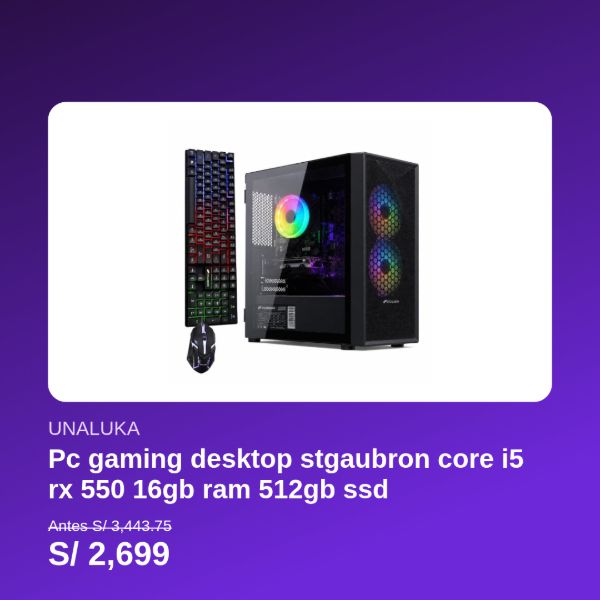 UNALUKA
Pc gaming desktop stgaubron core i5
rx 550 16gb ram 512gb ssd
Antes S/ 3,443.75
S/ 2,699